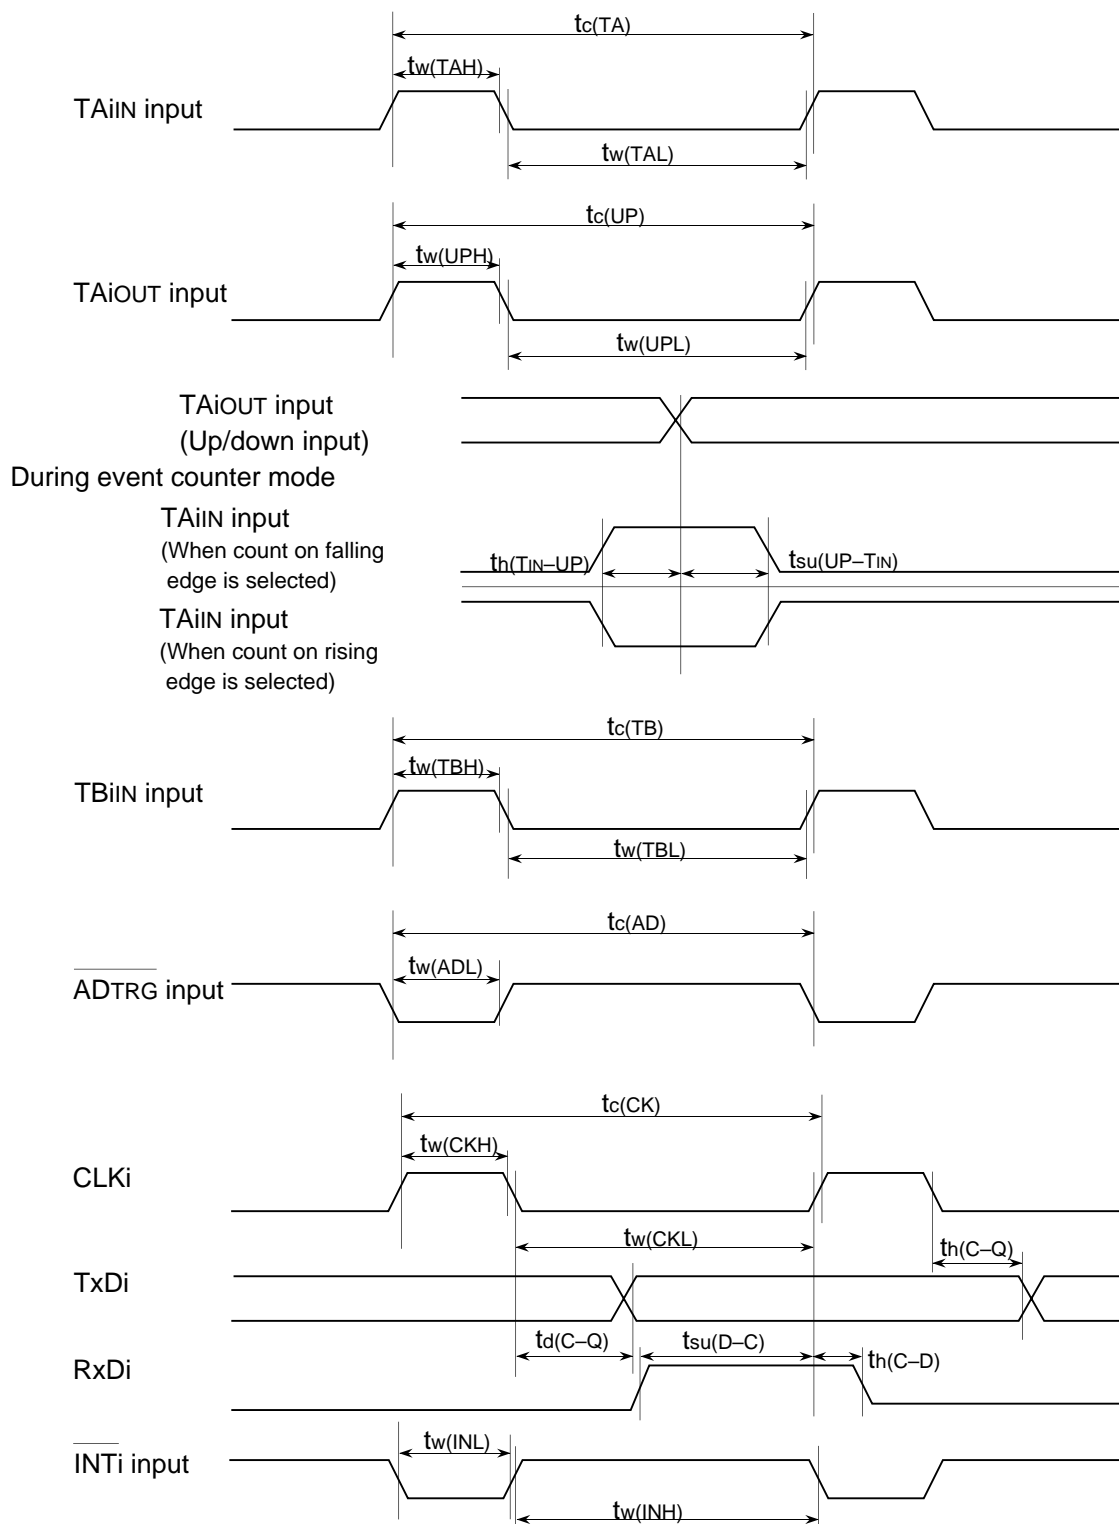 tc(TA)
tw(TAH)
TAiIN input
tw(TAL)
tc(UP)
tw(UPH)
TAiOUT input
tw(UPL)
TAiOUT input
(Up/down input)
During event counter mode
TAiIN input
(When count on falling
edge is selected)
th(TIN–UP)
tsu(UP–TIN)
TAiIN input
(When count on rising
edge is selected)
tc(TB)
tw(TBH)
TBiIN input
tw(TBL)
tc(AD)
tw(ADL)
ADTRG input
tc(CK)
tw(CKH)
CLKi
tw(CKL)
th(C–Q)
TxDi
td(C–Q)
tsu(D–C)
th(C–D)
RxDi
tw(INL)
INTi input
tw(INH)